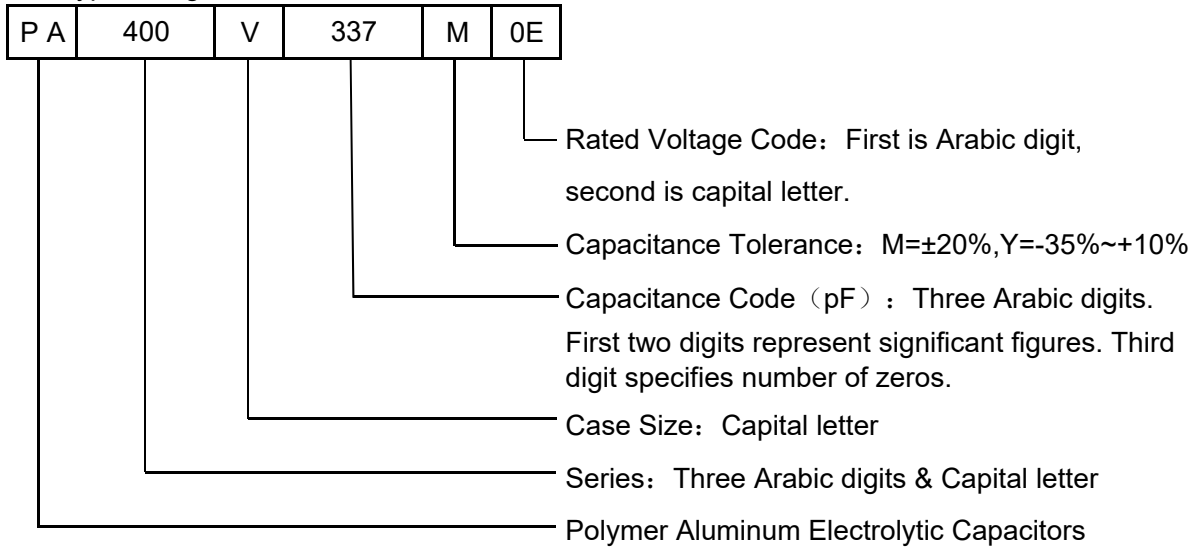 P A 400 V 337 M 0E
Rated Voltage Code：First is Arabic digit,
second is capital letter.
Capacitance Tolerance：M=±20%,Y=-35%~+10%
Capacitance Code（pF）：Three Arabic digits.
First two digits represent significant figures. Third
digit specifies number of zeros.
Case Size：Capital letter
Series：Three Arabic digits & Capital letter
Polymer Aluminum Electrolytic Capacitors